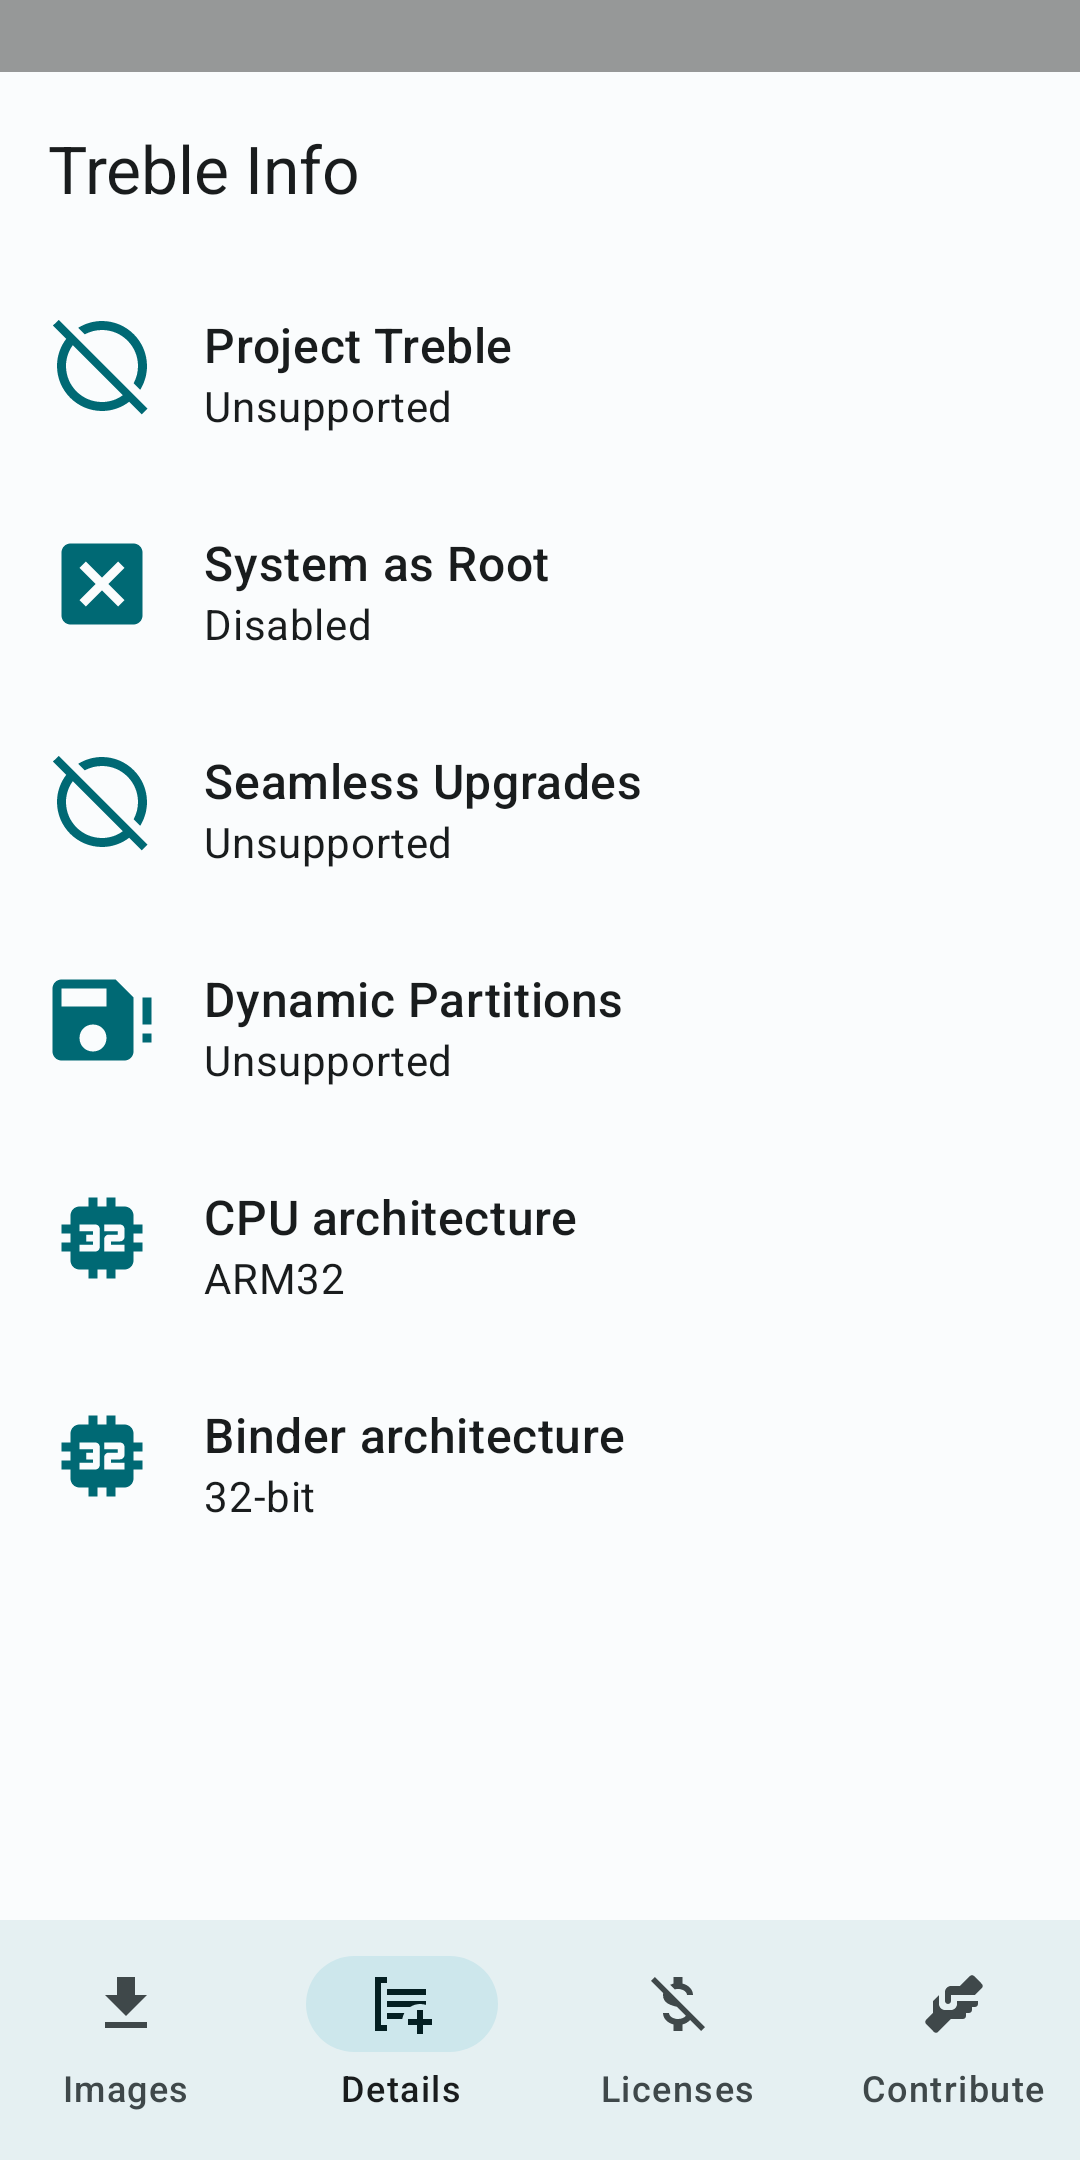 Treble Info
Project Treble
Unsupported
System as Root
Disabled
Seamless Upgrades
Unsupported
Dynamic Partitions
Unsupported
32
CPU architecture
ARM32
32
Binder architecture
32-bit
Images
Details
Licenses
Contribute